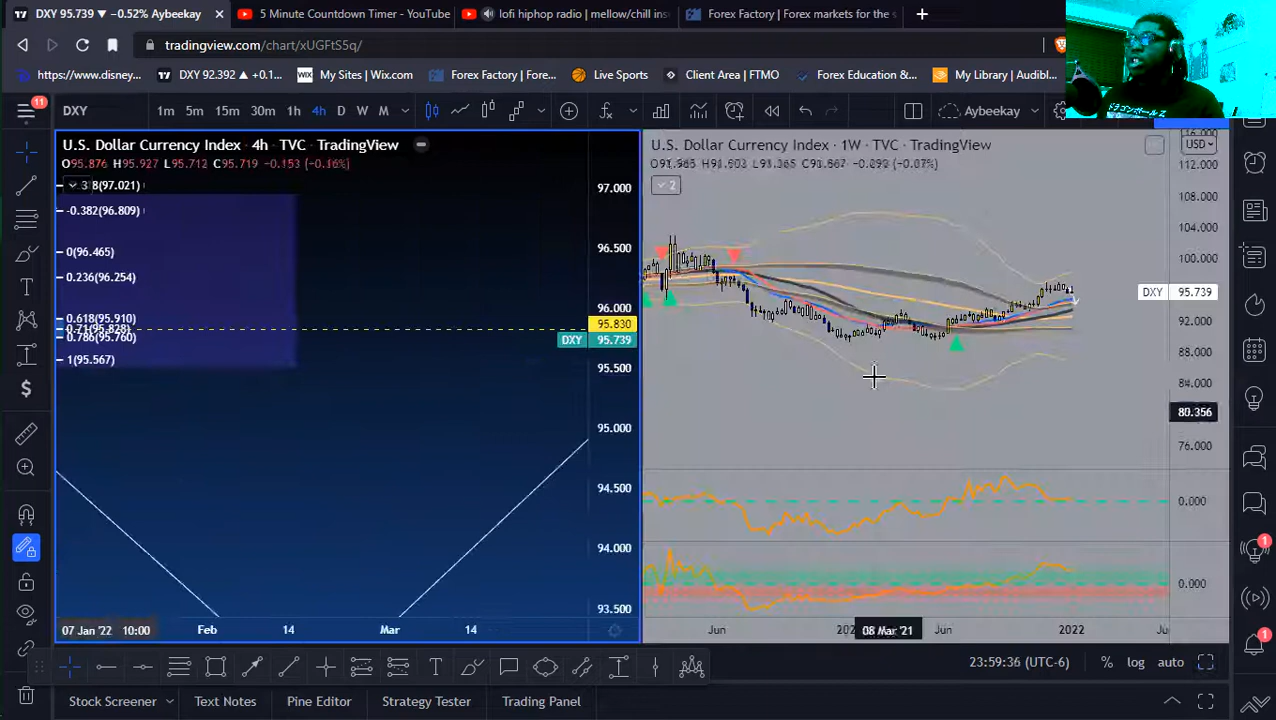 DXY 95.739 ▼ −0.52% Aybeekay
5 Minute Countdown Timer - YouTube
lofi hiphop radio | mellow/chill ins
Forex Factory | Forex markets for the s
tradingview.com/chart/xUGFtS5q/
https://www.disney...
DXY 92.392 ▲ +0.1...
My Sites | Wix.com
Forex Factory | Fore...
Live Sports
Client Area | FTMO
Forex Education &...
My Library | Audibl...
11
DXY
1m 5m 15m 30m 1h 4h D W M
Aybeekay
U.S. Dollar Currency Index · 4h · TVC · TradingView
O95.876 H95.927 L95.712 C95.719 −0.153 (−0.16%)
-0.382(96.809)
0(96.465)
0.236(96.254)
0.618(95.910)
0.786(95.760)
1(95.567)
97.000
96.500
96.000
95.830
DXY 95.739
95.500
95.000
94.500
94.000
93.500
07 Jan '22 10:00 Feb 14 Mar 14
U.S. Dollar Currency Index · 1W · TVC · TradingView
2
USD
112.000
108.000
104.000
100.000
DXY 95.739
92.000
88.000
84.000
80.356
76.000
0.000
0.000
Jun 08 Mar '21 Jun 2022
23:59:36 (UTC-6) % log auto
1
1
Stock Screener Text Notes Pine Editor Strategy Tester Trading Panel